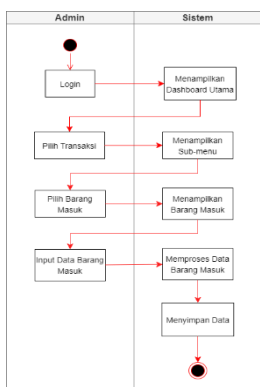 Admin
Sistem
Login
Menampilkan
Dashboard Utama
Pilih Transaksi
Menampilkan
Sub-menu
Pilih Barang
Masuk
Menampilkan
Barang Masuk
Input Data Barang
Masuk
Memproses Data
Barang Masuk
Menyimpan Data